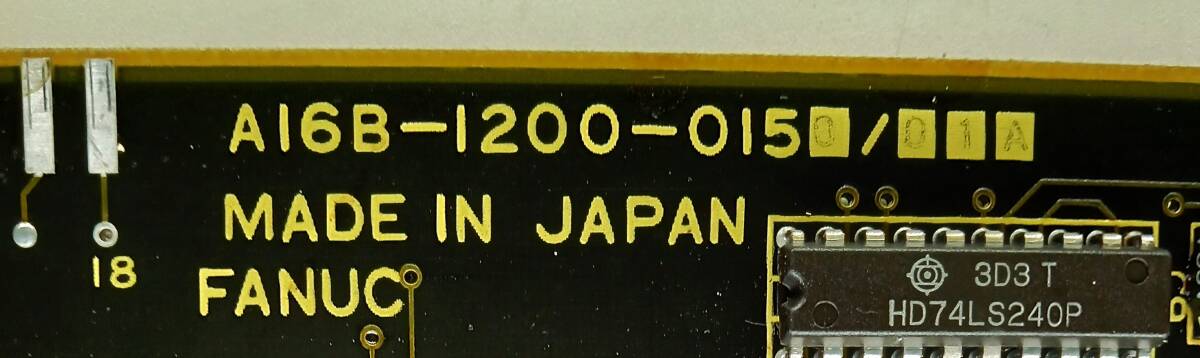 A16B-1200-0150/01A
MADE IN JAPAN
18
FANUC
3D3 T
HD74LS240P